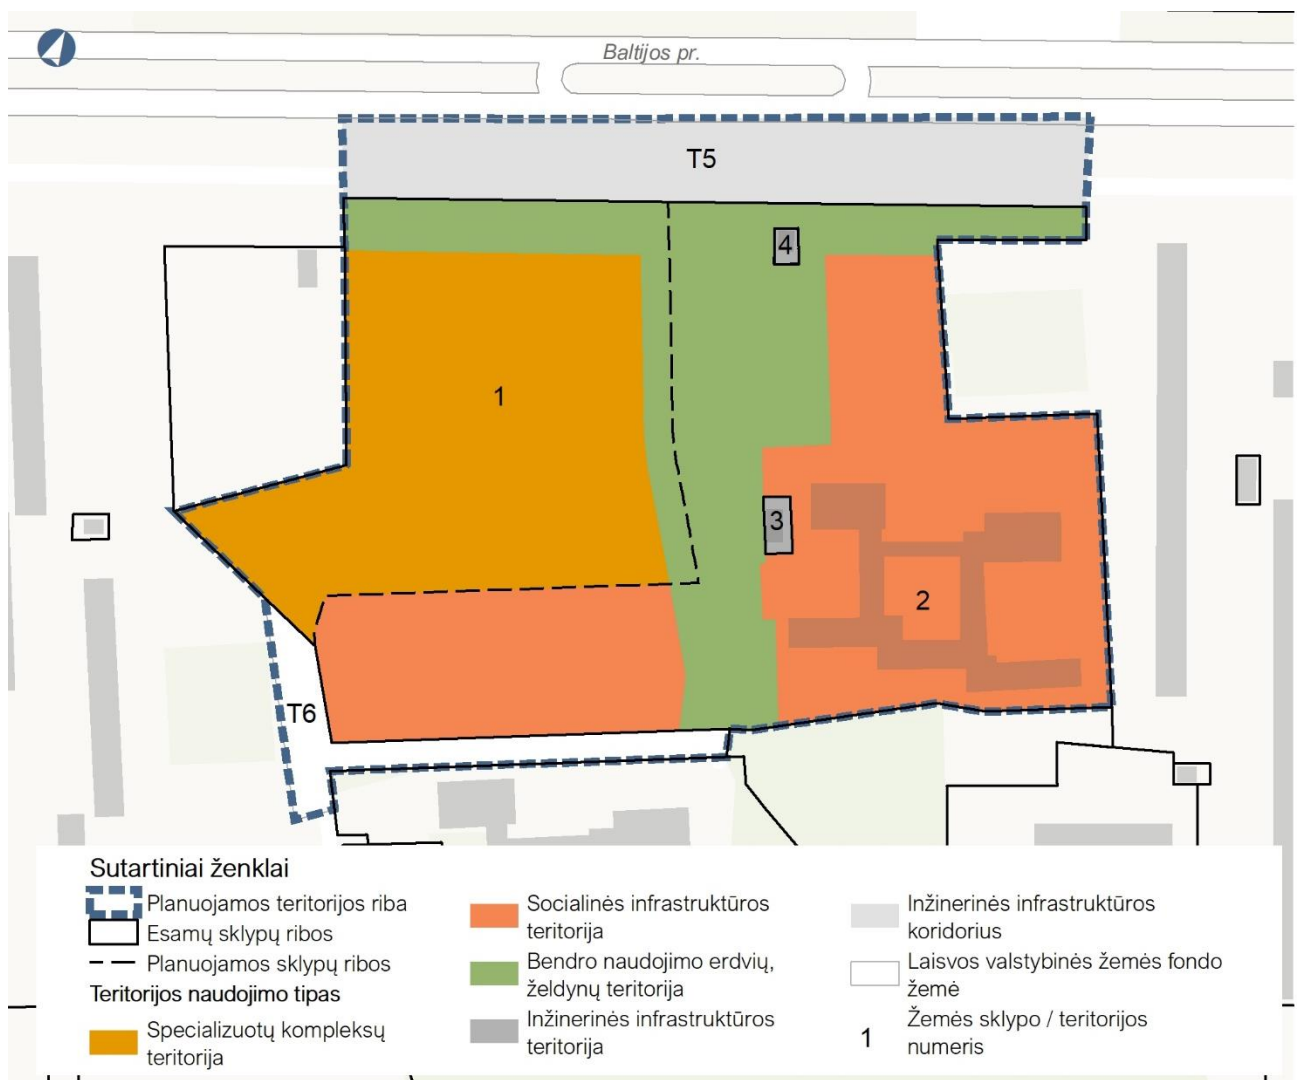 Baltijos pr.
T5
4
1
3
2
T6
Sutartiniai ženklai
Planuojamos teritorijos riba
Esamų sklypų ribos
Planuojamos sklypų ribos
Teritorijos naudojimo tipas
Specializuotų kompleksų
teritorija
Socialinės infrastruktūros
teritorija
Bendro naudojimo erdvių,
želdynų teritorija
Inžinerinės infrastruktūros
teritorija
Inžinerinės infrastruktūros
koridorius
Laisvos valstybinės žemės fondo
žemė
1
Žemės sklypo / teritorijos
numeris